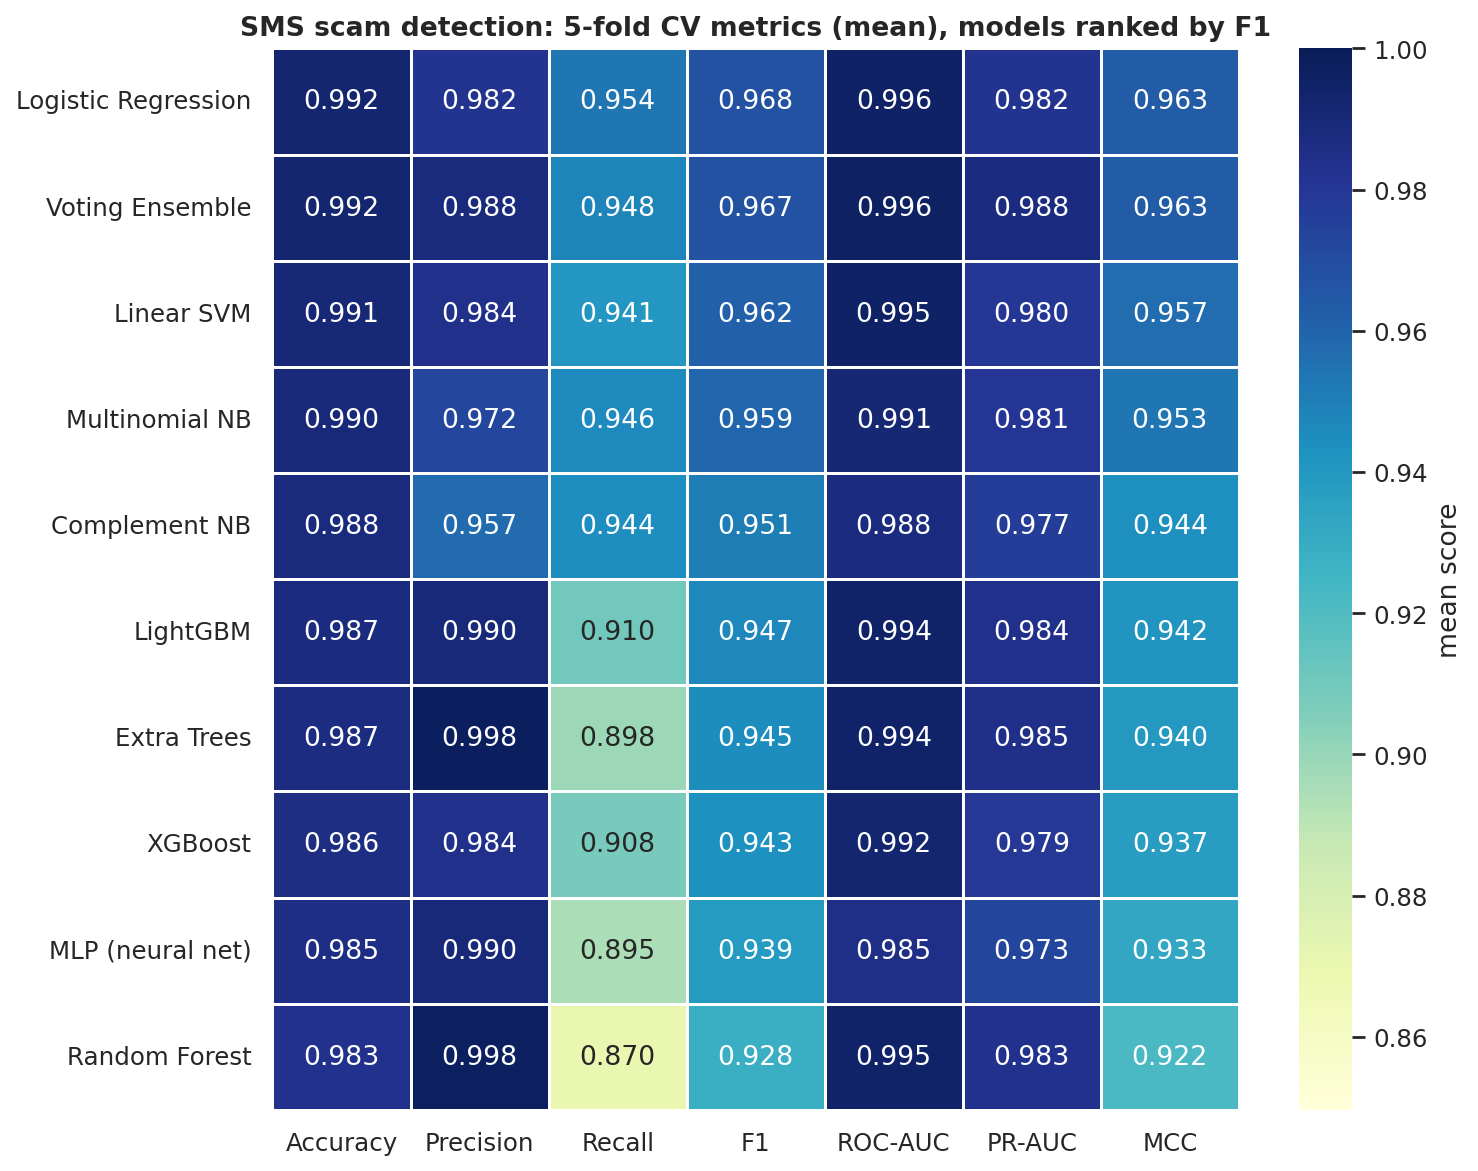 SMS scam detection: 5-fold CV metrics (mean), models ranked by F1
Logistic Regression 0.992 0.982 0.954 0.968 0.996 0.982 0.963
Voting Ensemble 0.992 0.988 0.948 0.967 0.996 0.988 0.963
Linear SVM 0.991 0.984 0.941 0.962 0.995 0.980 0.957
Multinomial NB 0.990 0.972 0.946 0.959 0.991 0.981 0.953
Complement NB 0.988 0.957 0.944 0.951 0.988 0.977 0.944
LightGBM 0.987 0.990 0.910 0.947 0.994 0.984 0.942
Extra Trees 0.987 0.998 0.898 0.945 0.994 0.985 0.940
XGBoost 0.986 0.984 0.908 0.943 0.992 0.979 0.937
MLP (neural net) 0.985 0.990 0.895 0.939 0.985 0.973 0.933
Random Forest 0.983 0.998 0.870 0.928 0.995 0.983 0.922
Accuracy Precision Recall F1 ROC-AUC PR-AUC MCC
1.00
0.98
0.96
0.94
0.92
0.90
0.88
0.86
mean score